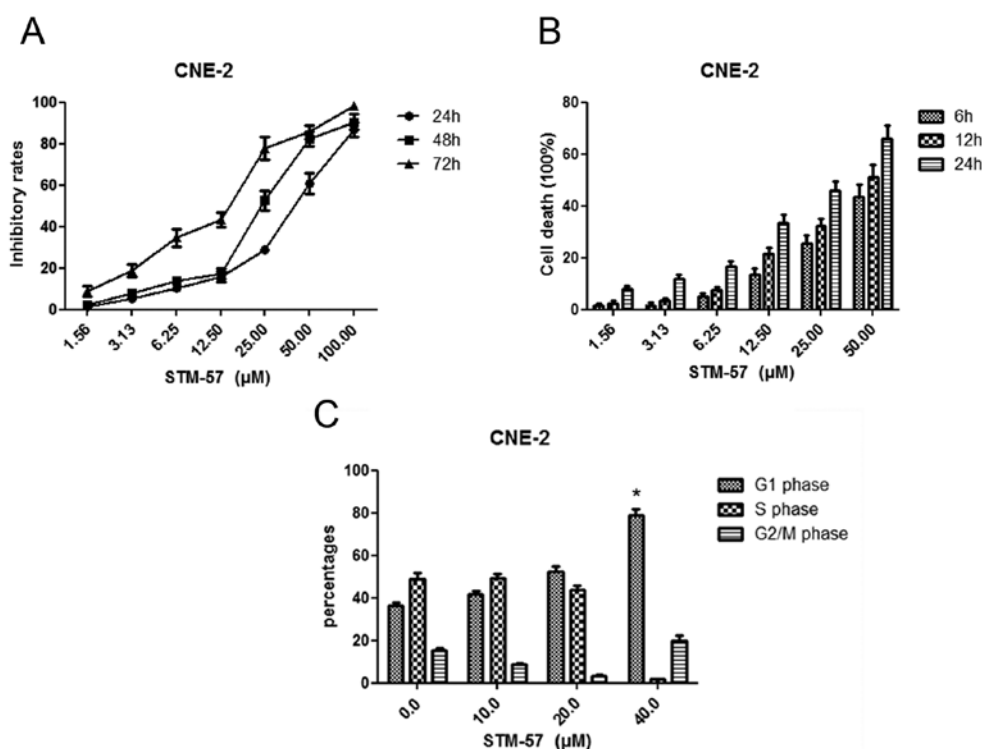 A
CNE-2
Inhibitory rates
100
80
60
40
20
0
1.56
3.13
6.25
12.50
25.00
50.00
100.00
STM-57 (µM)
24h
48h
72h
B
CNE-2
Cell death (100%)
80
60
40
20
0
1.56
3.13
6.25
12.50
25.00
50.00
STM-57 (µM)
6h
12h
24h
C
CNE-2
percentages
100
80
60
40
20
0
*
0.0
10.0
20.0
40.0
STM-57 (µM)
G1 phase
S phase
G2/M phase